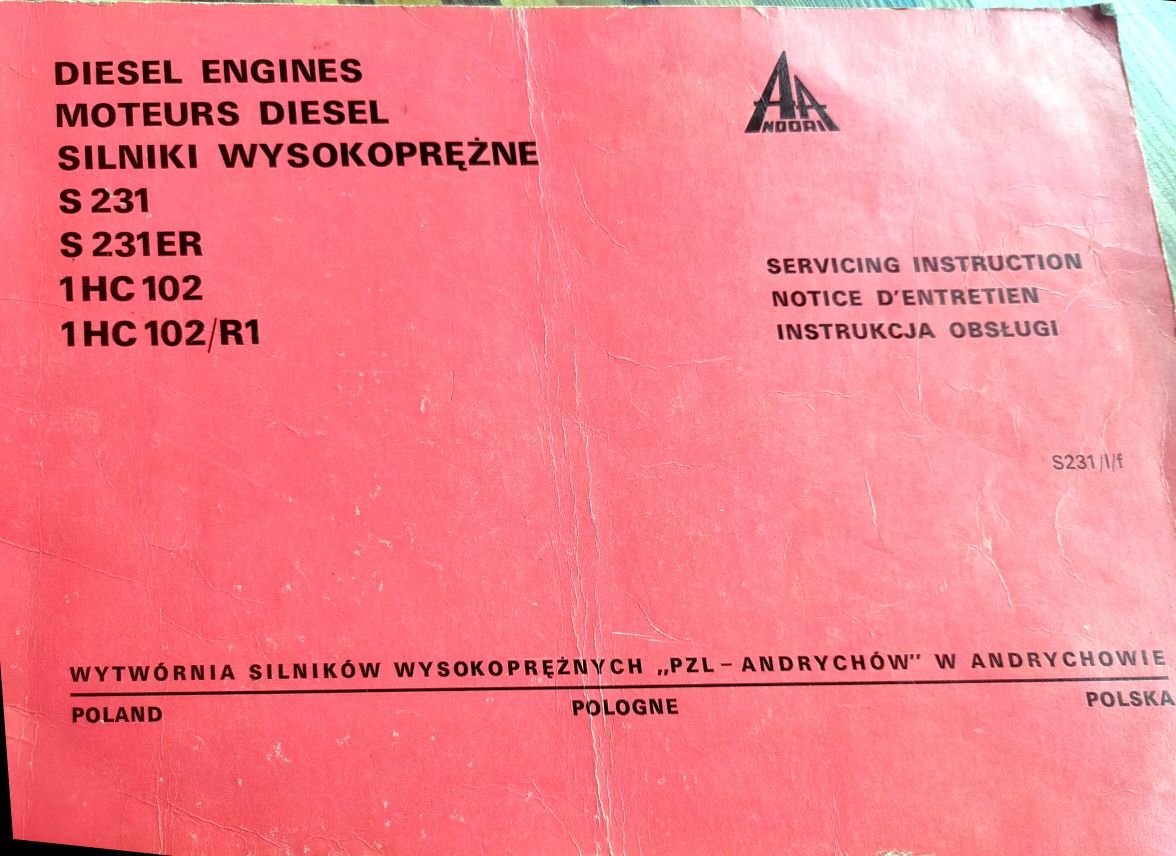 DIESEL ENGINES
MOTEURS DIESEL
SILNIKI WYSOKOPRĘŻNE
S 231
S 231ER
1HC 102
1HC 102/R1
ANDORIA
SERVICING INSTRUCTION
NOTICE D'ENTRETIEN
INSTRUKCJA OBSŁUGI
S231/I/f
WYTWÓRNIA SILNIKÓW WYSOKOPRĘŻNYCH „PZL – ANDRYCHÓW" W ANDRYCHOWIE
POLAND POLOGNE POLSKA